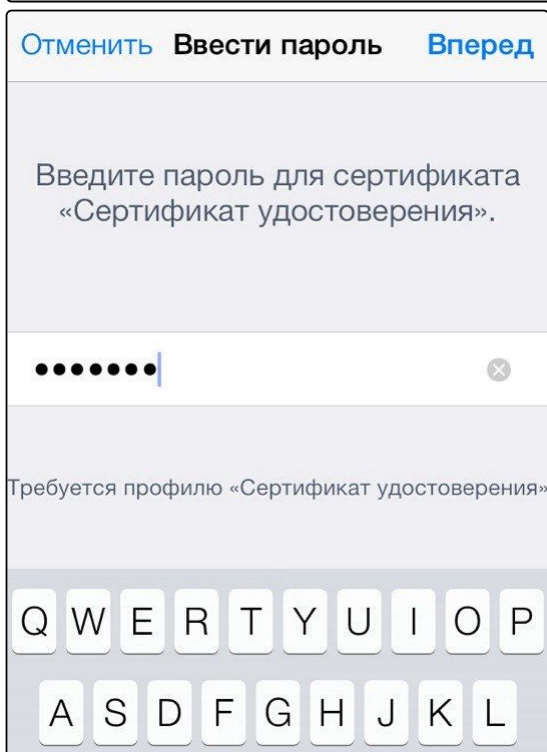 Отменить Ввести пароль Вперед
Введите пароль для сертификата
«Сертификат удостоверения».
•••••••
Требуется профилю «Сертификат удостоверения»
Q W E R T Y U I O P
A S D F G H J K L